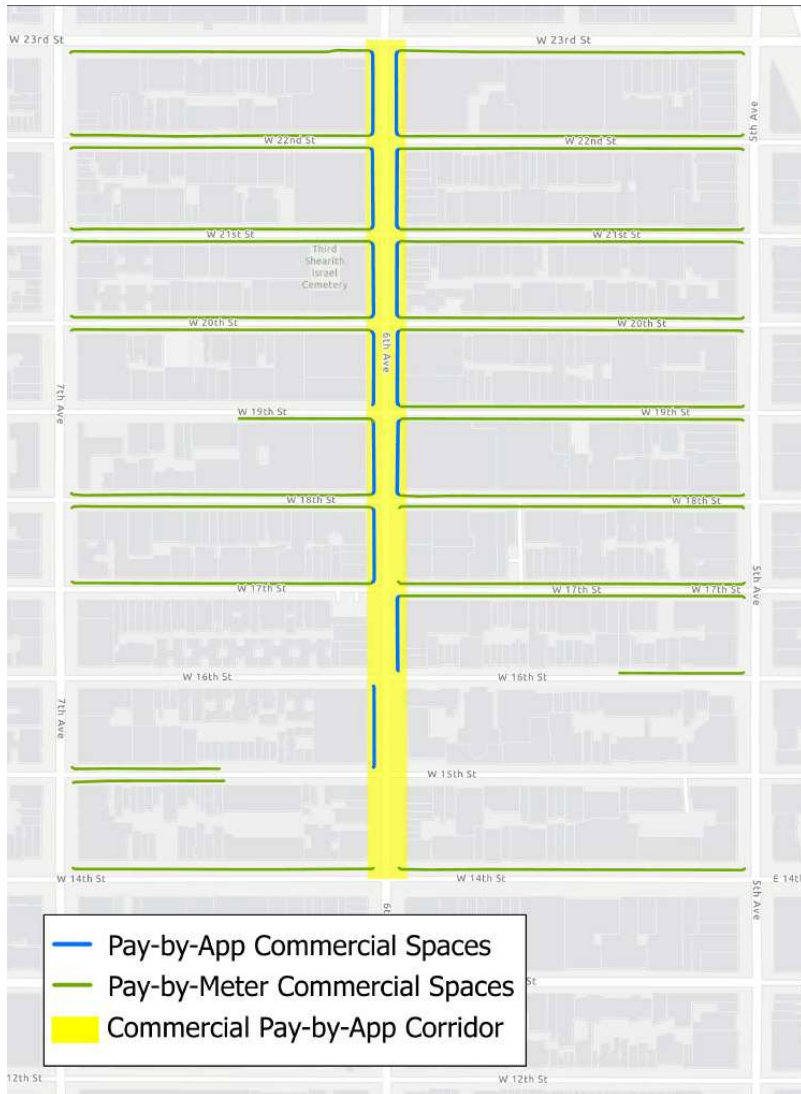 W 23rd St
W 23rd St
5th Ave
W 22nd St
W 22nd St
W 21st St
W 21st St
Third
Shearith
Israel
Cemetery
W 20th St
W 20th St
6th Ave
7th Ave
W 19th St
W 19th St
W 18th St
W 18th St
5th Ave
W 17th St
W 17th St
W 17th St
W 16th St
W 16th St
7th Ave
W 15th St
W 14th St
W 14th St
5th Ave
E 14th
Pay-by-App Commercial Spaces
Pay-by-Meter Commercial Spaces
Commercial Pay-by-App Corridor
St
12th St
W 12th St